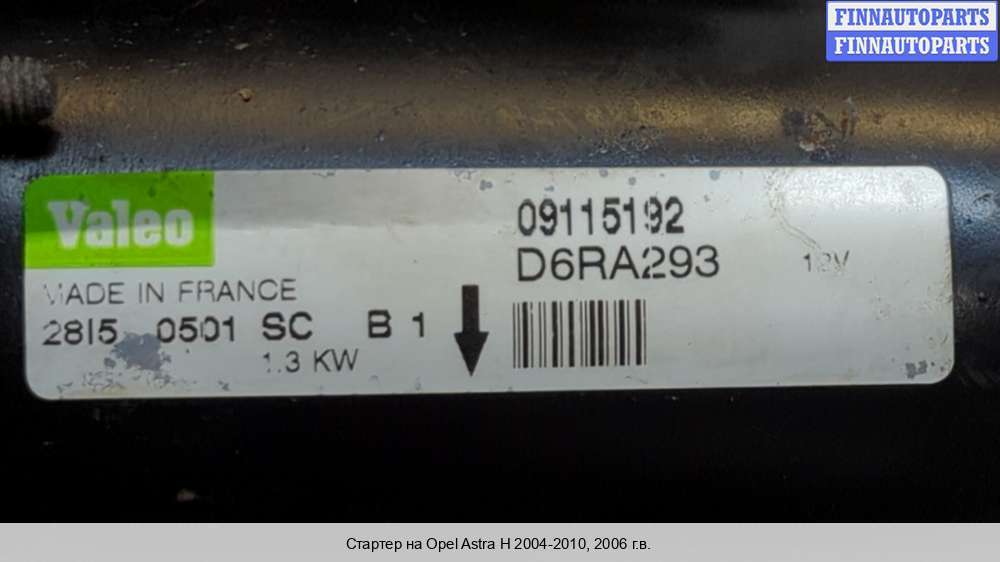 FINNAUTOPARTS
FINNAUTOPARTS
Valeo
09115192
D6RA293
12V
MADE IN FRANCE
2815 0501 SC B 1
1.3 KW
Стартер на Opel Astra H 2004-2010, 2006 г.в.